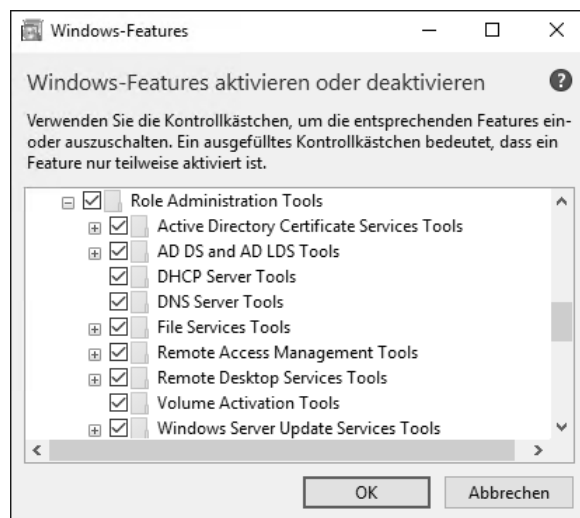 Windows-Features
Windows-Features aktivieren oder deaktivieren
Verwenden Sie die Kontrollkästchen, um die entsprechenden Features ein-
oder auszuschalten. Ein ausgefülltes Kontrollkästchen bedeutet, dass ein
Feature nur teilweise aktiviert ist.
Role Administration Tools
Active Directory Certificate Services Tools
AD DS and AD LDS Tools
DHCP Server Tools
DNS Server Tools
File Services Tools
Remote Access Management Tools
Remote Desktop Services Tools
Volume Activation Tools
Windows Server Update Services Tools
OK Abbrechen